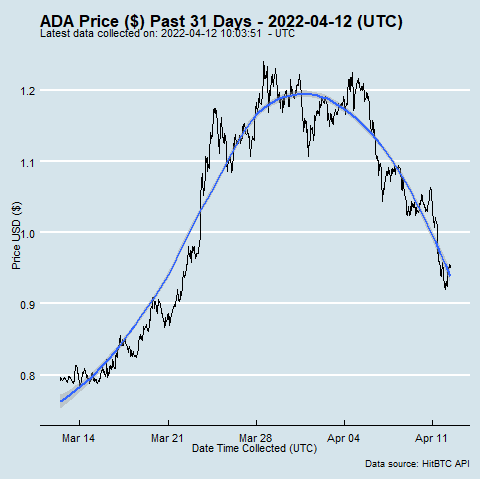 ADA Price ($) Past 31 Days - 2022-04-12 (UTC)
Latest data collected on: 2022-04-12 10:03:51 - UTC
1.2
1.1
1.0
0.9
0.8
Price USD ($)
Mar 14 Mar 21 Mar 28 Apr 04 Apr 11
Date Time Collected (UTC)
Data source: HitBTC API